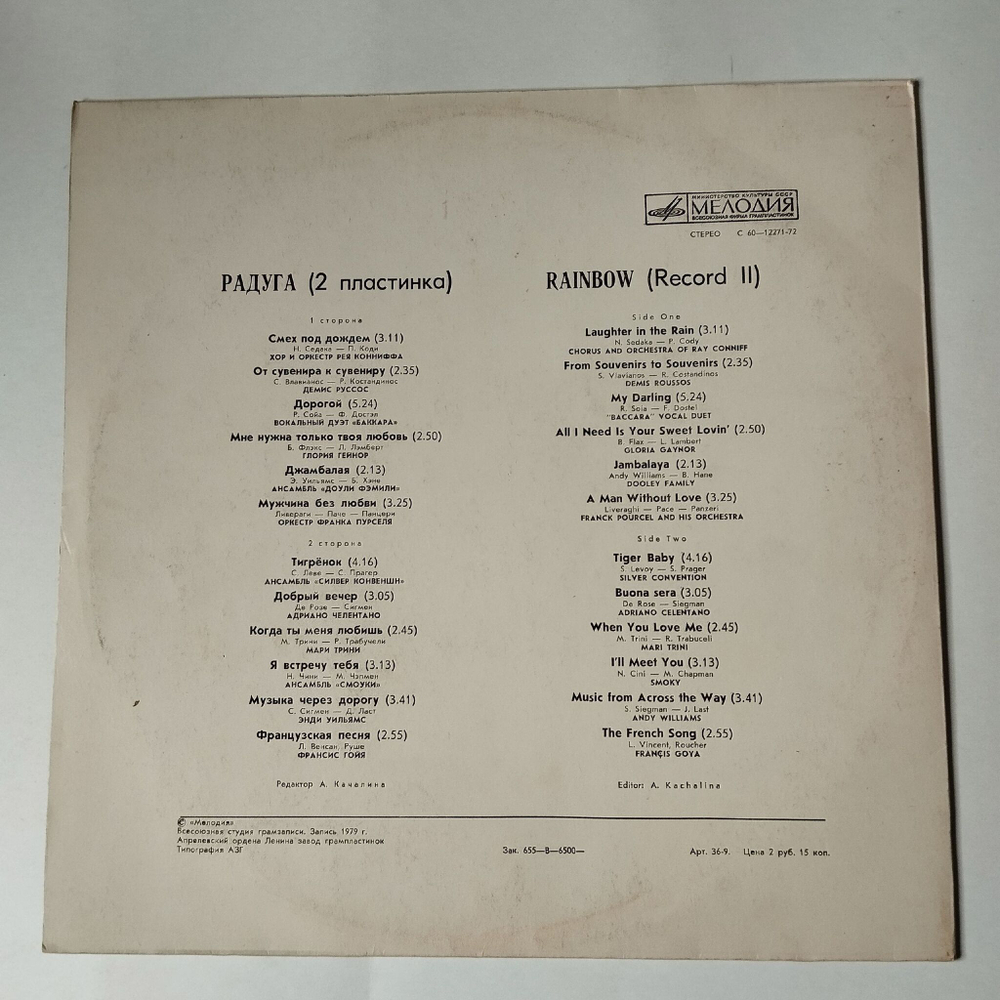 МИНИСТЕРСТВО КУЛЬТУРЫ СССР
МЕЛОДИЯ
ВСЕСОЮЗНАЯ ФИРМА ГРАМПЛАСТИНОК
СТЕРЕО С 60—12271-72
РАДУГА (2 пластинка)
1 сторона
Смех под дождем (3.11)
Н. Седака — П. Коди
ХОР И ОРКЕСТР РЕЯ КОННИФФА
От сувенира к сувениру (2.35)
С. Влавианос — Р. Костандинос
ДЕМИС РУССОС
Дорогой (5.24)
Р. Сойа — Ф. Достэл
ВОКАЛЬНЫЙ ДУЭТ «БАККАРА»
Мне нужна только твоя любовь (2.50)
Б. Флэкс — Л. Лэмберт
ГЛОРИЯ ГЕЙНОР
Джамбалая (2.13)
Э. Уильямс — Б. Хэне
АНСАМБЛЬ «ДОУЛИ ФЭМИЛИ»
Мужчина без любви (3.25)
Ливераги — Паче — Панцери
ОРКЕСТР ФРАНКА ПУРСЕЛЯ
2 сторона
Тигрёнок (4.16)
С. Леве — С. Прагер
АНСАМБЛЬ «СИЛВЕР КОНВЕНШН»
Добрый вечер (3.05)
Де Розе — Сигмен
АДРИАНО ЧЕЛЕНТАНО
Когда ты меня любишь (2.45)
М. Трини — Р. Трабучели
МАРИ ТРИНИ
Я встречу тебя (3.13)
Н. Чини — М. Чэпмен
АНСАМБЛЬ «СМОУКИ»
Музыка через дорогу (3.41)
С. Сигмен — Д. Ласт
ЭНДИ УИЛЬЯМС
Французская песня (2.55)
Л. Венсан, Руше
ФРАНСИС ГОЙЯ
Редактор А. Качалина
RAINBOW (Record II)
Side One
Laughter in the Rain (3.11)
N. Sedaka — P. Cody
CHORUS AND ORCHESTRA OF RAY CONNIFF
From Souvenirs to Souvenirs (2.35)
S. Vlavianos — R. Costandinos
DEMIS ROUSSOS
My Darling (5.24)
R. Soia — F. Dostel
"BACCARA" VOCAL DUET
All I Need Is Your Sweet Lovin' (2.50)
B. Flax — L. Lambert
GLORIA GAYNOR
Jambalaya (2.13)
Andy Williams — B. Hane
DOOLEY FAMILY
A Man Without Love (3.25)
Liveraghi — Pace — Panzeri
FRANCK POURCEL AND HIS ORCHESTRA
Side Two
Tiger Baby (4.16)
S. Levoy — S. Prager
SILVER CONVENTION
Buona sera (3.05)
De Rose — Siegman
ADRIANO CELENTANO
When You Love Me (2.45)
M. Trini — R. Trabucelli
MARI TRINI
I'll Meet You (3.13)
N. Cini — M. Chapman
SMOKY
Music from Across the Way (3.41)
S. Siegman — J. Last
ANDY WILLIAMS
The French Song (2.55)
L. Vincent, Roucher
FRANÇIS GOYA
Editor: A. Kachalina
© «Мелодия»
Всесоюзная студия грамзаписи. Запись 1979 г.
Апрелевский ордена Ленина завод грампластинок
Типография АЗГ
Зак. 655—В—6500—
Арт. 36-9. Цена 2 руб. 15 коп.